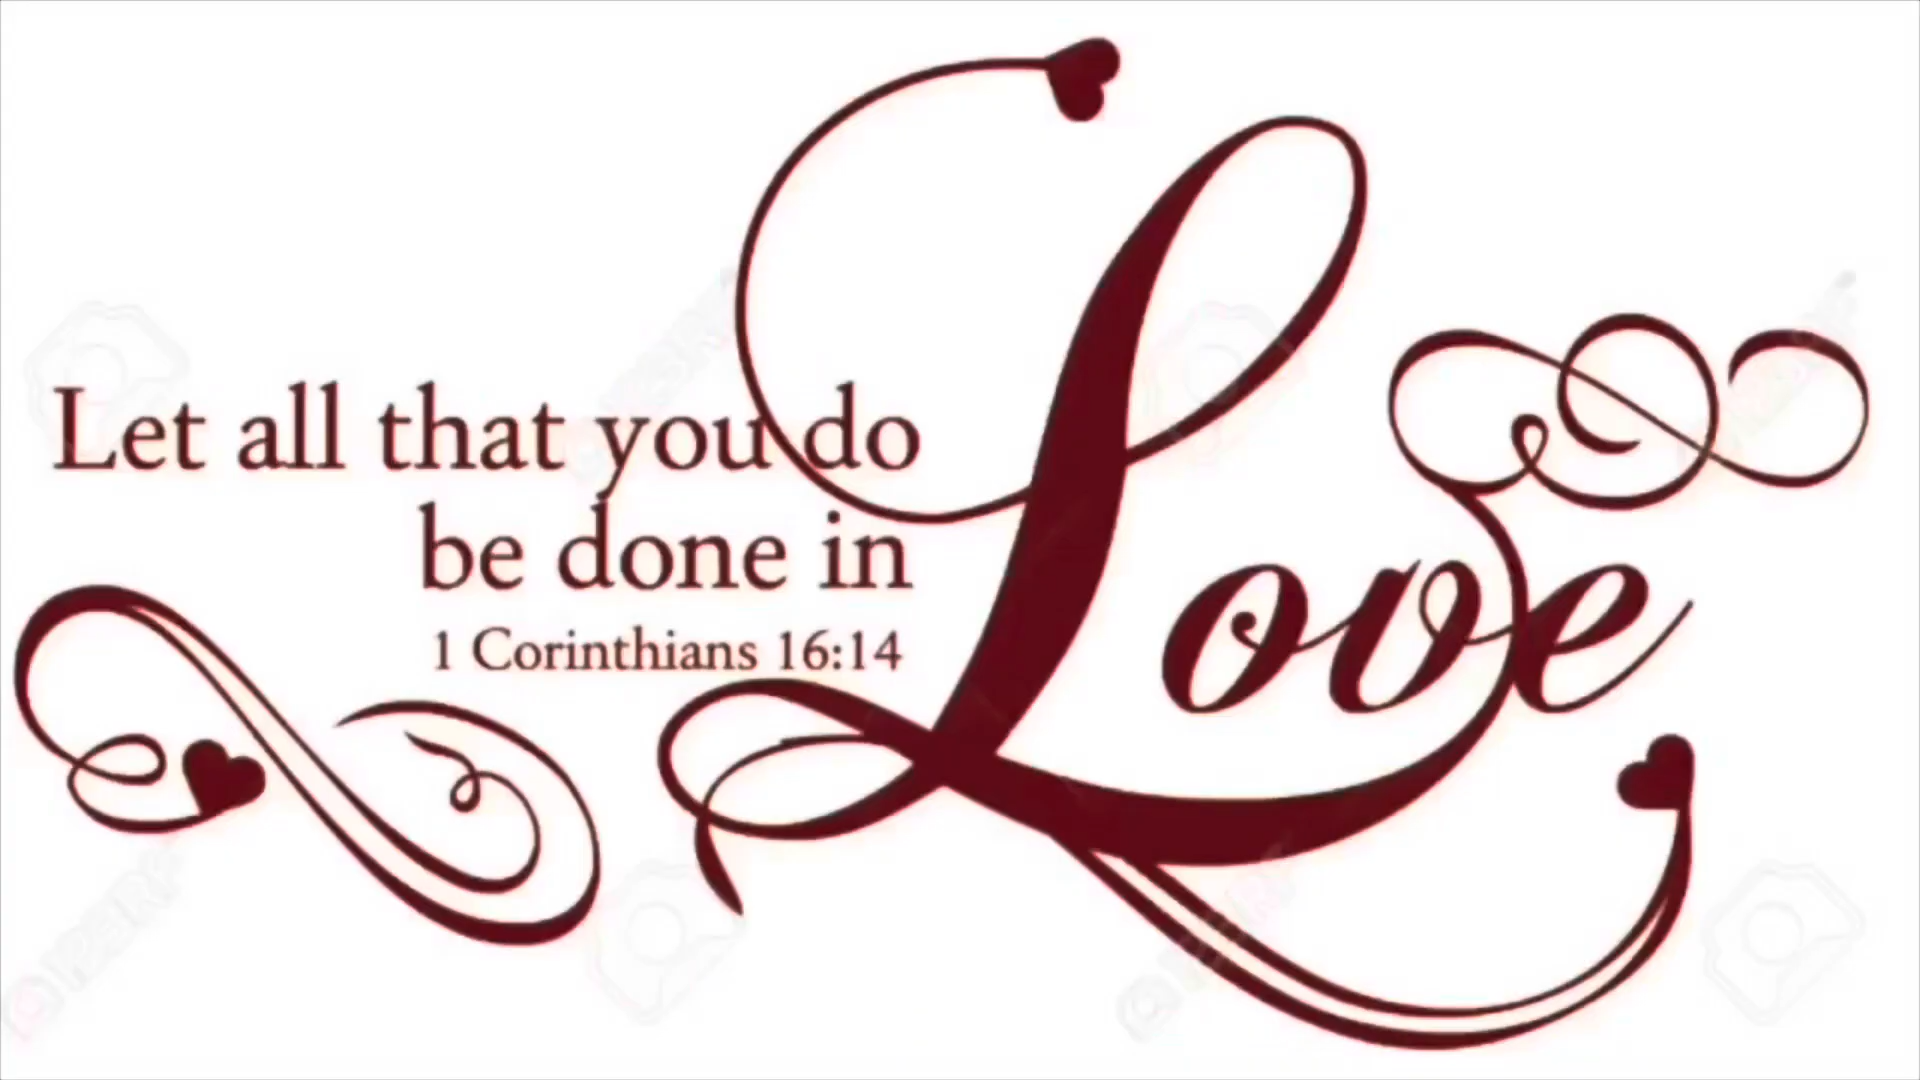 Let all that you do
be done in
Love
1 Corinthians 16:14